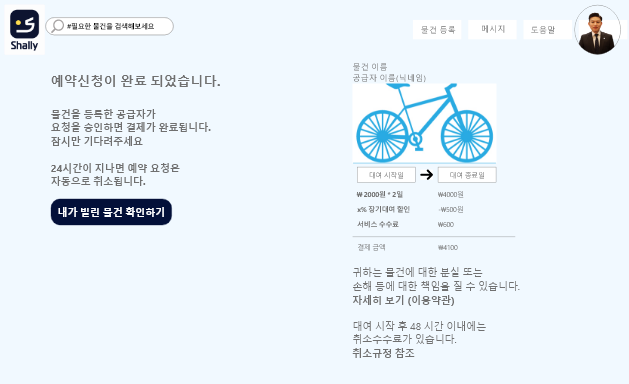 Shally
#필요한 물건을 검색해보세요
물건 등록
메시지
도움말
예약신청이 완료 되었습니다.
물건을 등록한 공급자가
요청을 승인하면 결제가 완료됩니다.
잠시만 기다려주세요
24시간이 지나면 예약 요청은
자동으로 취소됩니다.
내가 빌린 물건 확인하기
물건 이름
공급자 이름(닉네임)
대여 시작일
대여 종료일
₩ 2000원 * 2일 ₩4000원
x% 장기대여 할인 -₩500원
서비스 수수료 ₩600
결제 금액 ₩4100
귀하는 물건에 대한 분실 또는
손해 등에 대한 책임을 질 수 있습니다.
자세히 보기 (이용약관)
대여 시작 후 48 시간 이내에는
취소수수료가 있습니다.
취소규정 참조